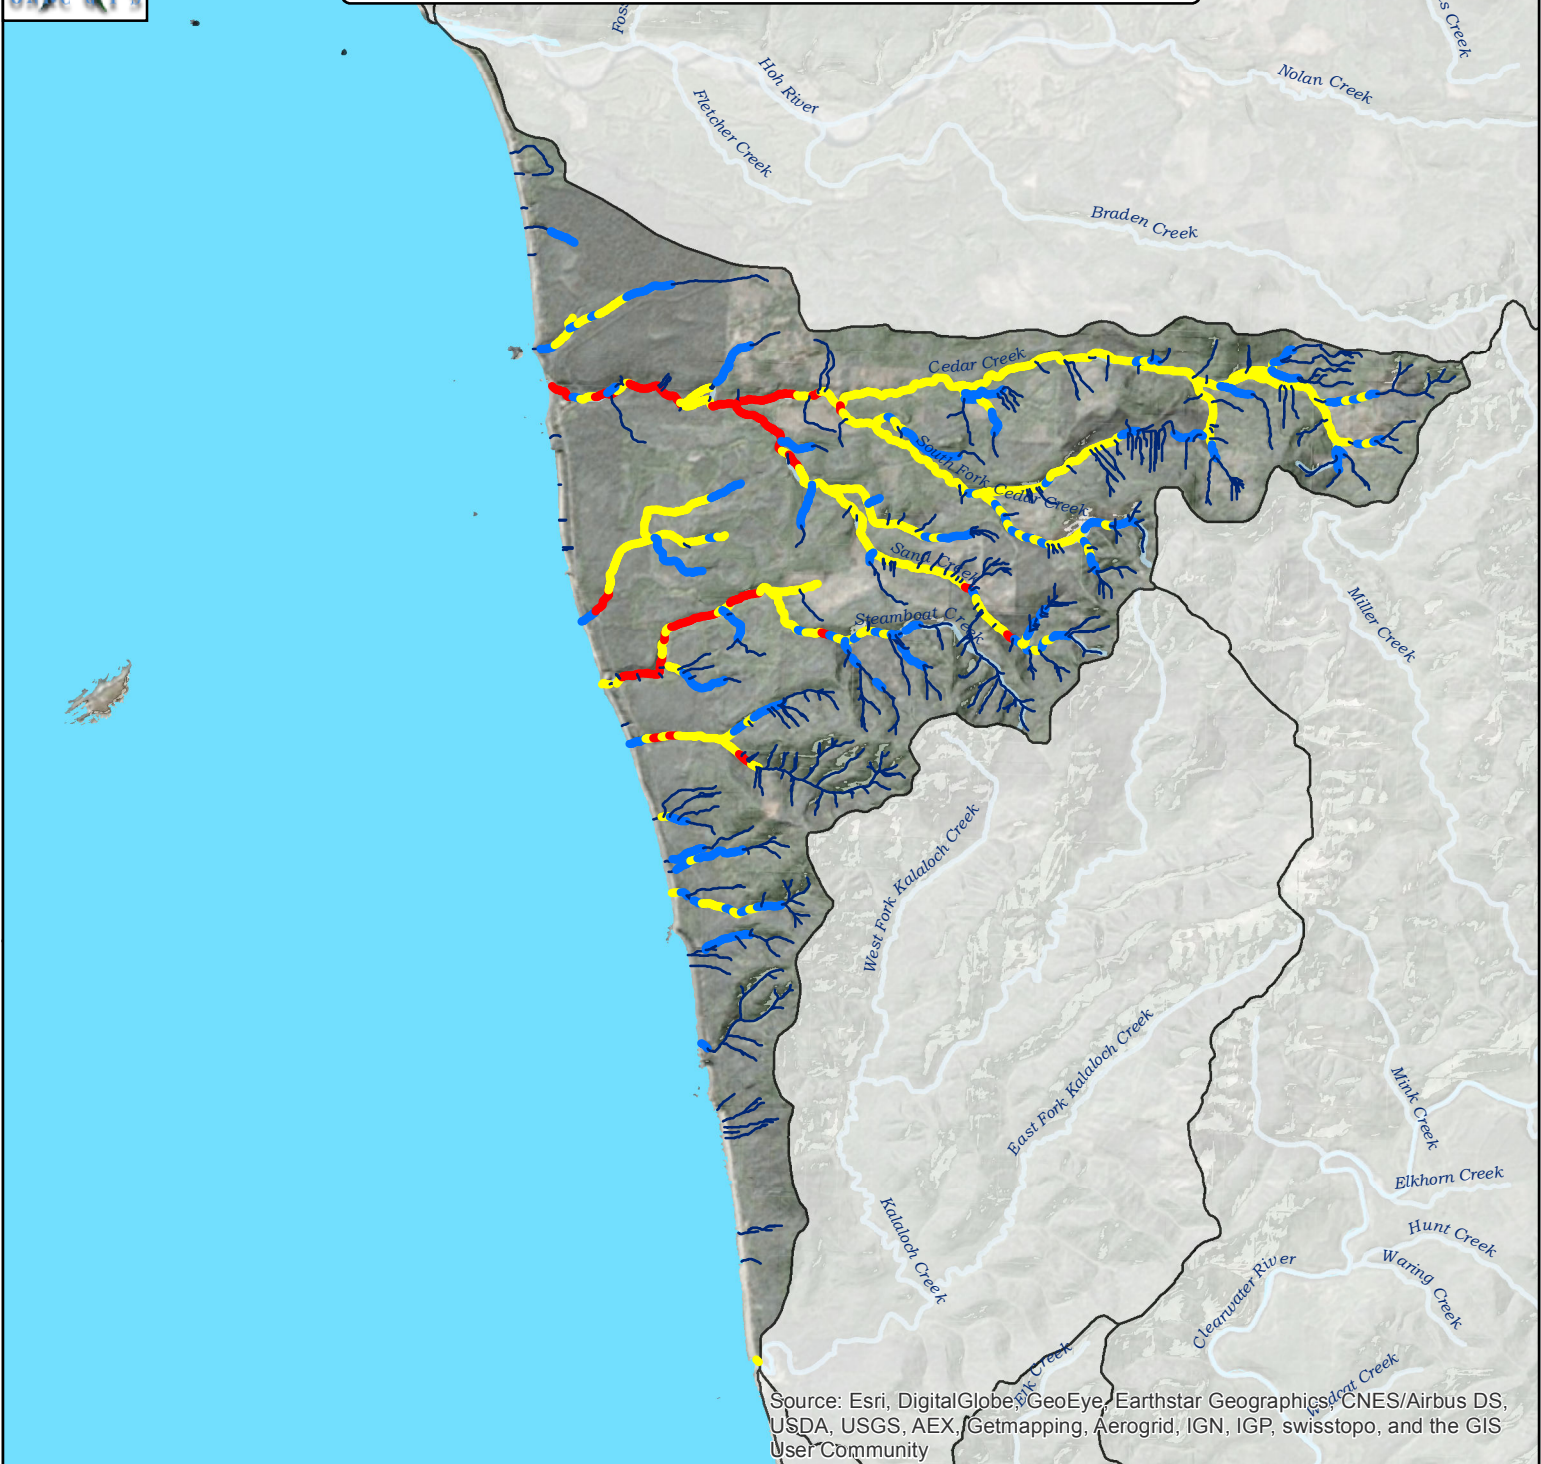 Hoh River
Fletcher Creek
Nolan Creek
Braden Creek
Cedar Creek
South Fork Cedar Creek
Sand Creek
Steamboat Creek
Miller Creek
West Fork Kalaloch Creek
East Fork Kalaloch Creek
Mink Creek
Elkhorn Creek
Kalaloch Creek
Hunt Creek
Clearwater River
Waring Creek
Elk Creek
Creek
Source: Esri, DigitalGlobe, GeoEye, Earthstar Geographics, CNES/Airbus DS,
USDA, USGS, AEX, Getmapping, Aerogrid, IGN, IGP, swisstopo, and the GIS
User Community